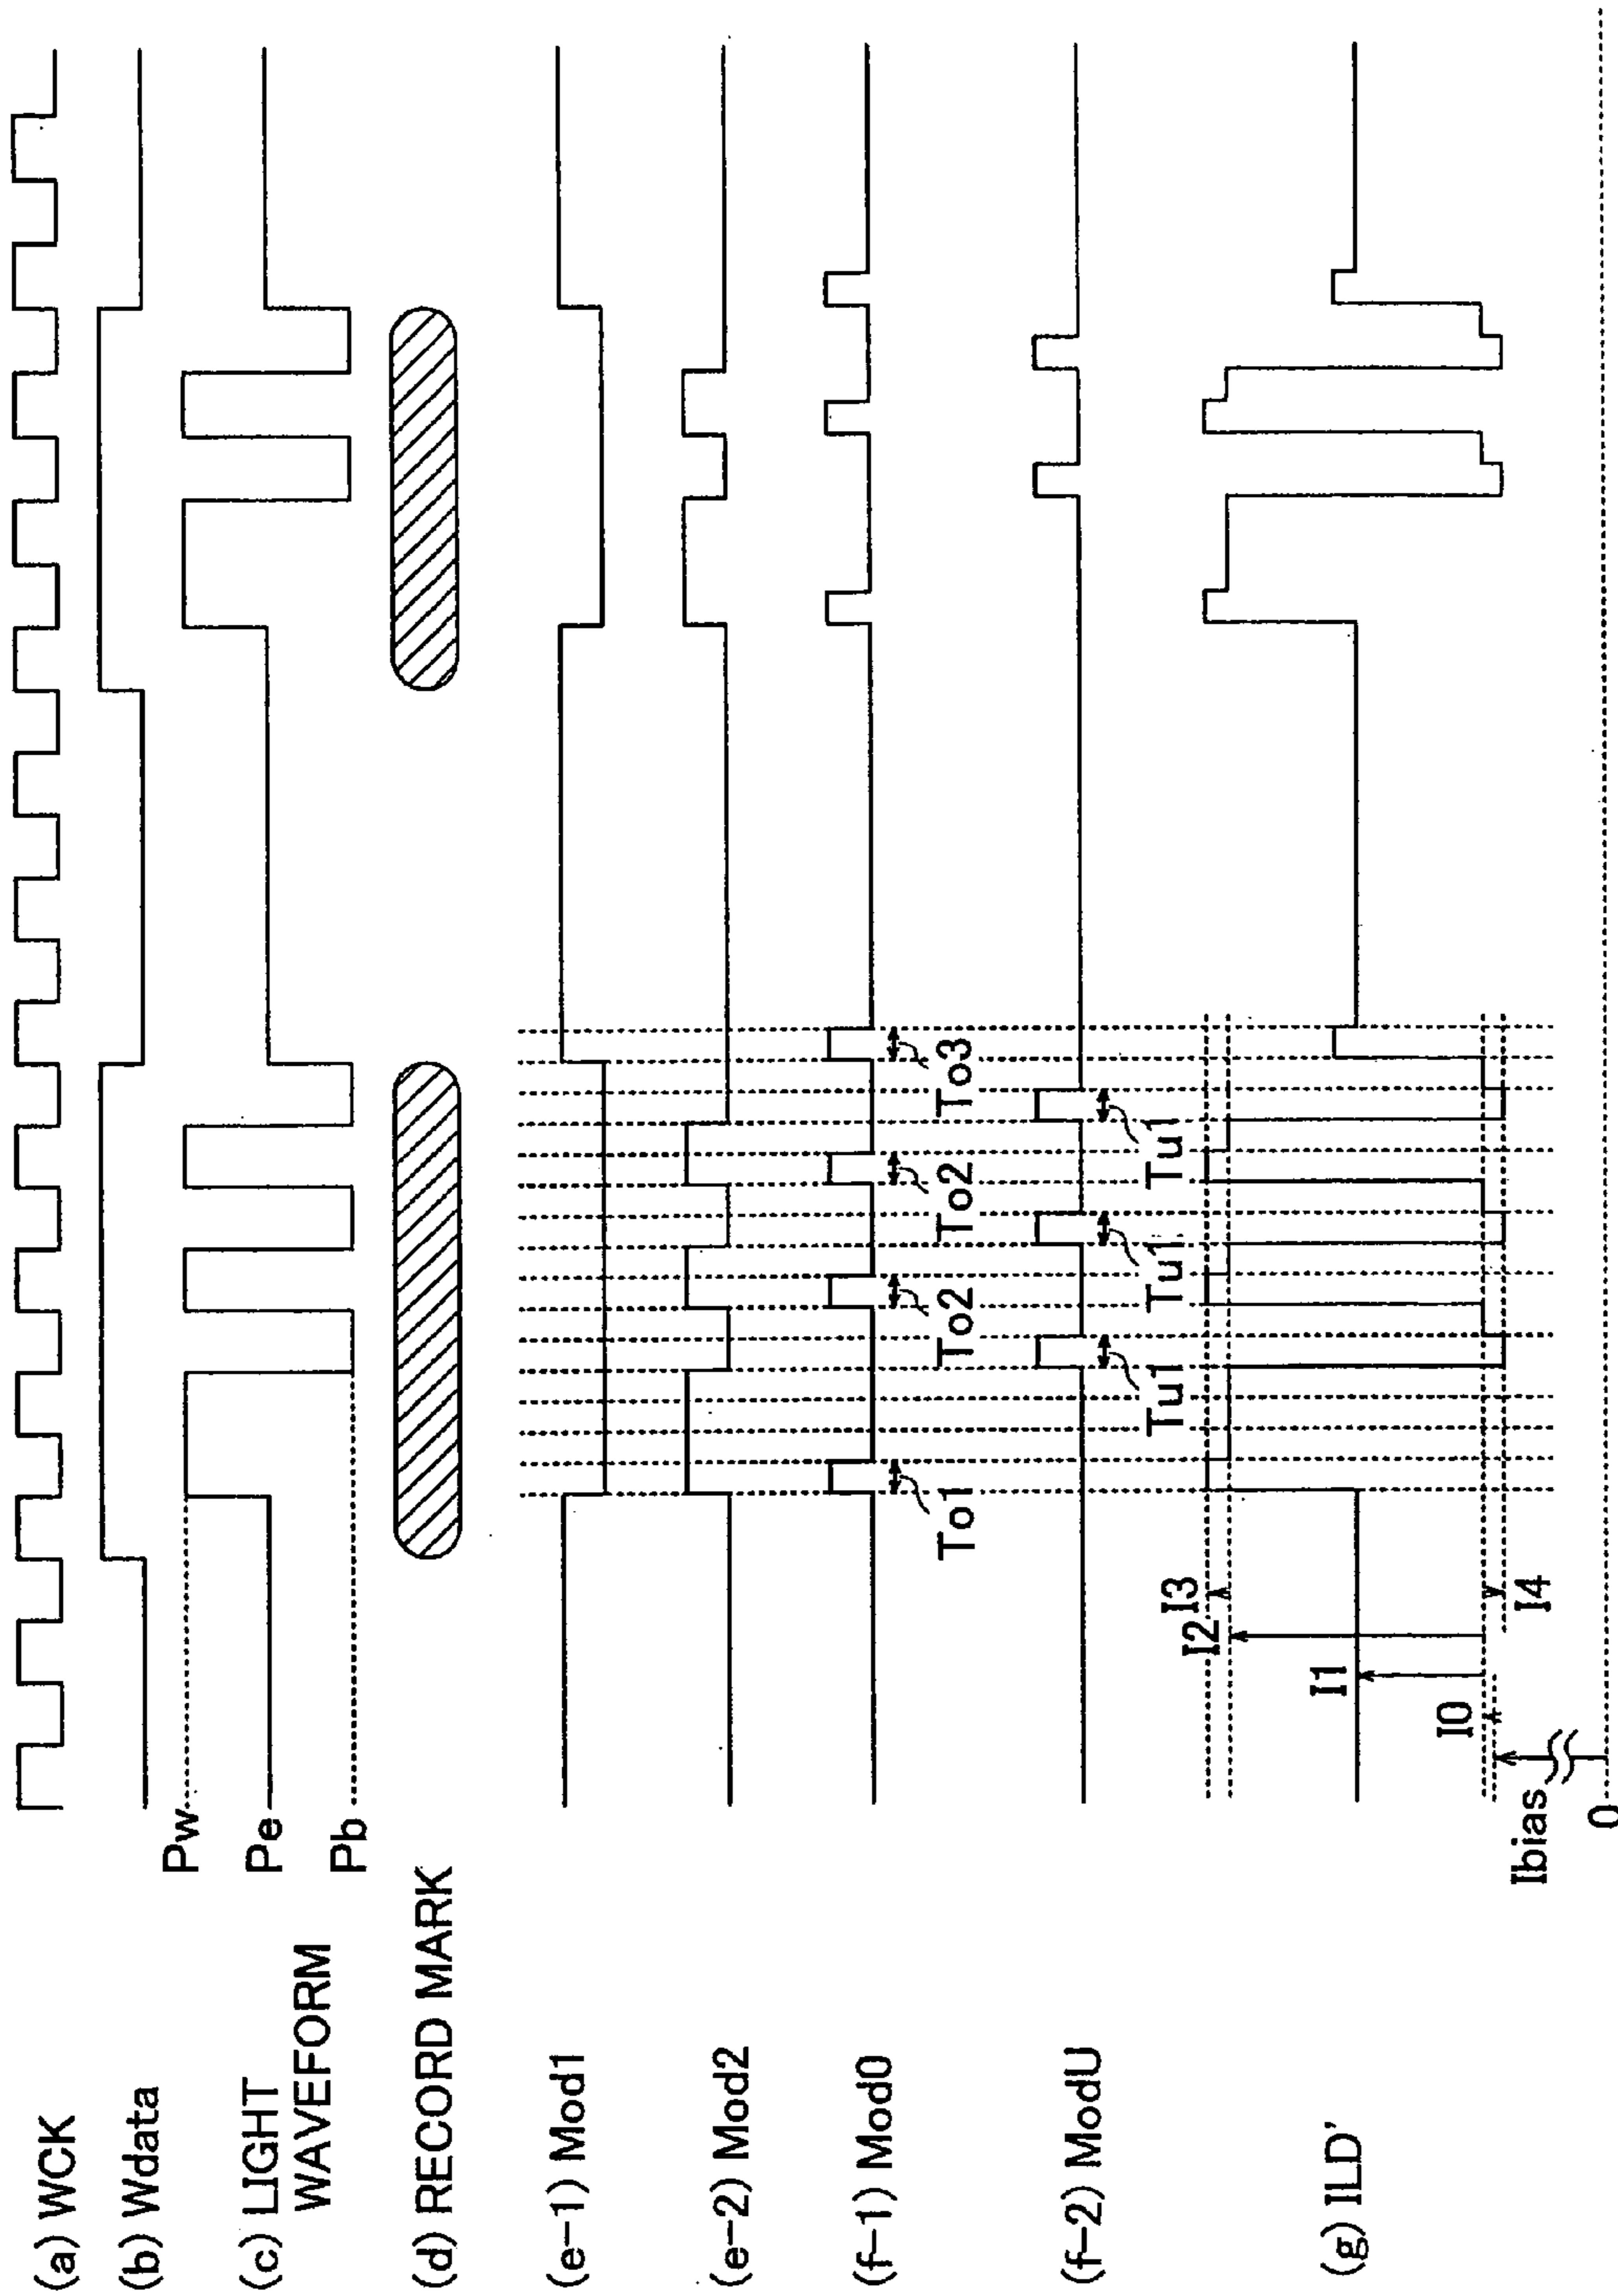 (a) WCK
(b) Wdata
Pw
(c) LIGHT
WAVEFORM
Pe
Pb
(d) RECORD MARK
(e-1) Mod1
(e-2) Mod2
(f-1) Mod0
To1
To2
To2
To3
(f-2) ModU
Tu1
Tu1
Tu1
I3
I2
(g) ILD'
I1
I0
I4
Ibias
0